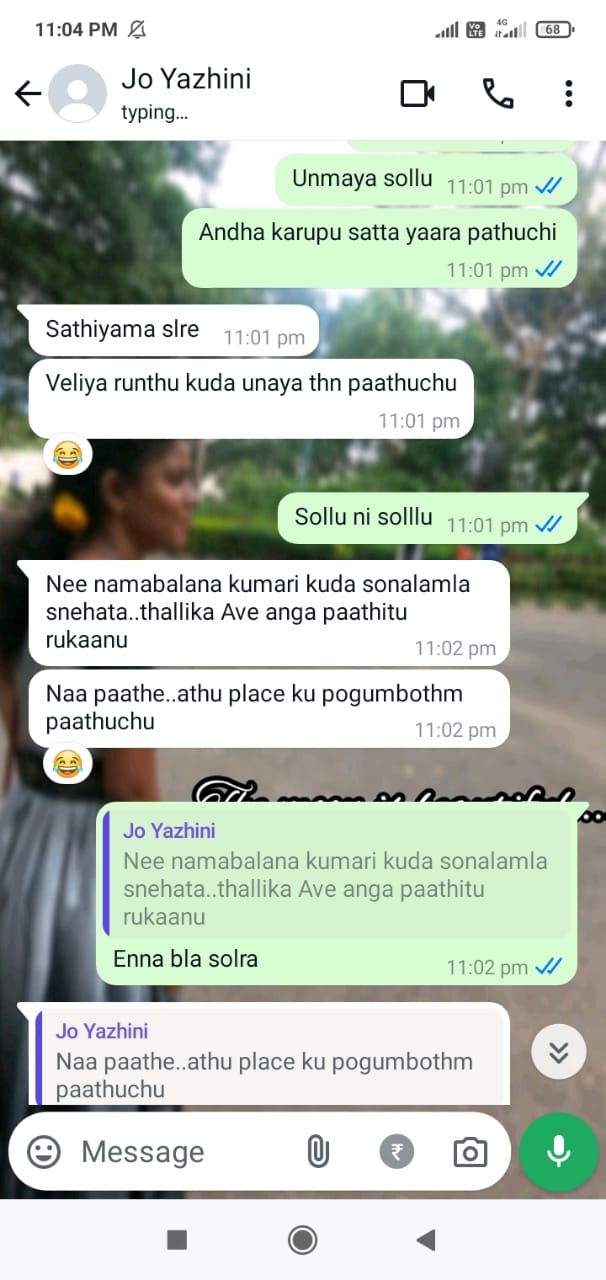 11:04 PM
4G
Vo
LTE
68
Jo Yazhini
typing...
Unmaya sollu 11:01 pm
Andha karupu satta yaara pathuchi
11:01 pm
Sathiyama slre 11:01 pm
Veliya runthu kuda unaya thn paathuchu
11:01 pm
Sollu ni solllu 11:01 pm
Nee namabalana kumari kuda sonalamla
snehata..thallika Ave anga paathitu
rukaanu 11:02 pm
Naa paathe..athu place ku pogumbothm
paathuchu 11:02 pm
Jo Yazhini
Nee namabalana kumari kuda sonalamla
snehata..thallika Ave anga paathitu
rukaanu
Enna bla solra 11:02 pm
Jo Yazhini
Naa paathe..athu place ku pogumbothm
paathuchu
Message
₹